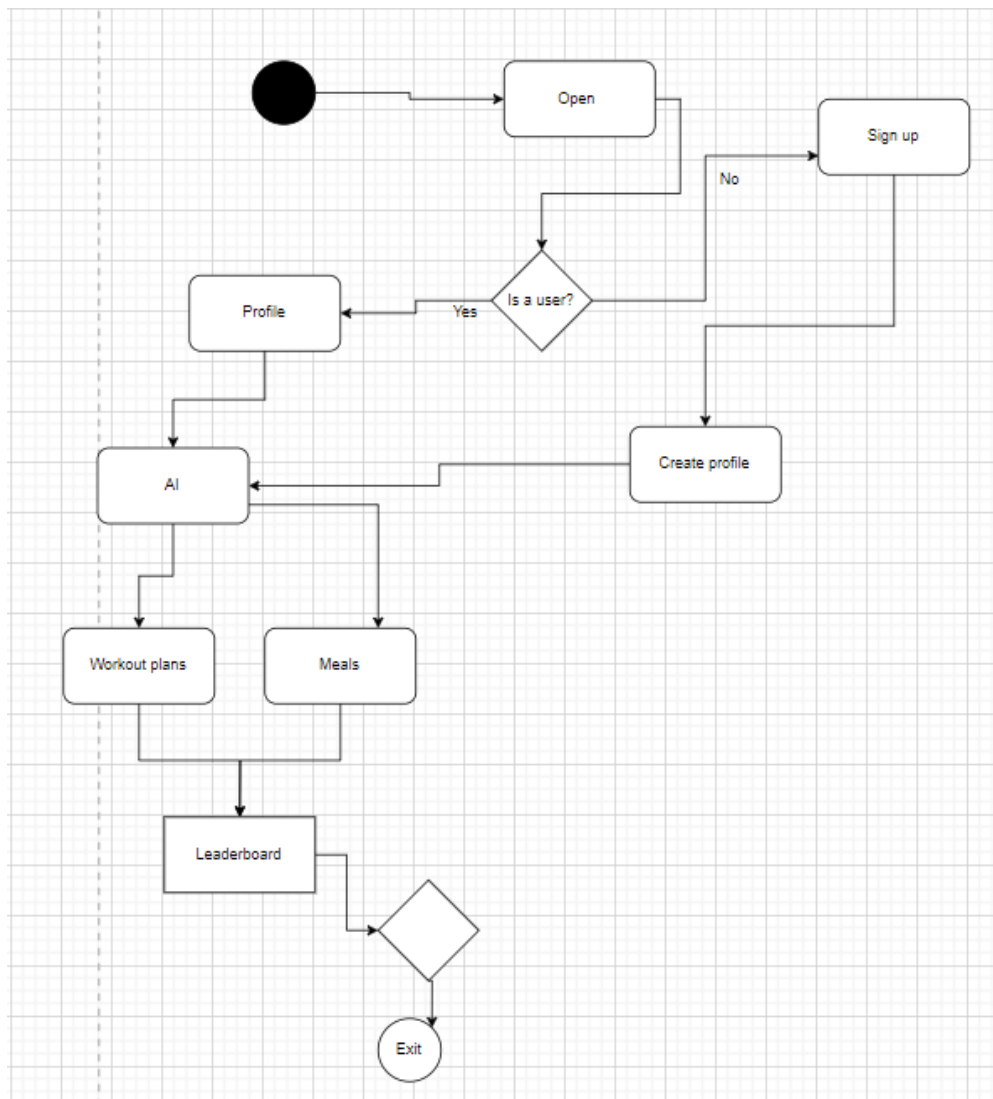 Open
Sign up
No
Is a user?
Yes
Profile
Create profile
AI
Workout plans
Meals
Leaderboard
Exit